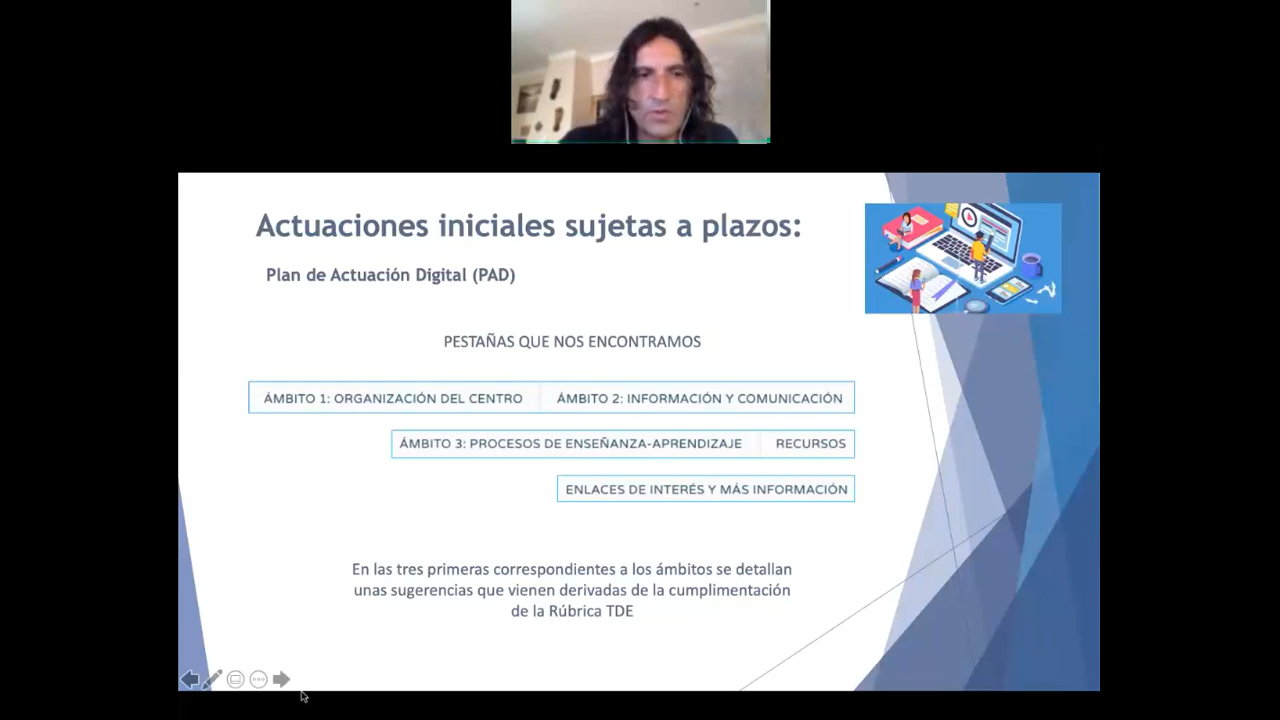 Actuaciones iniciales sujetas a plazos:
Plan de Actuación Digital (PAD)
PESTAÑAS QUE NOS ENCONTRAMOS
ÁMBITO 1: ORGANIZACIÓN DEL CENTRO ÁMBITO 2: INFORMACIÓN Y COMUNICACIÓN
ÁMBITO 3: PROCESOS DE ENSEÑANZA-APRENDIZAJE RECURSOS
ENLACES DE INTERÉS Y MÁS INFORMACIÓN
En las tres primeras correspondientes a los ámbitos se detallan
unas sugerencias que vienen derivadas de la cumplimentación
de la Rúbrica TDE